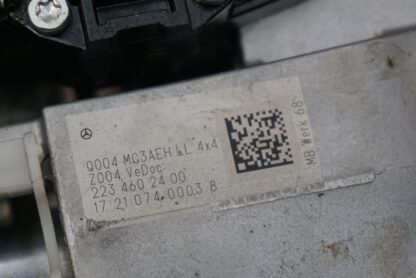 Q004 MC3AEH LL 4x4
Z004 VeDoc
223 460 24 00
17 21 074 0003 8
MB Werk 68